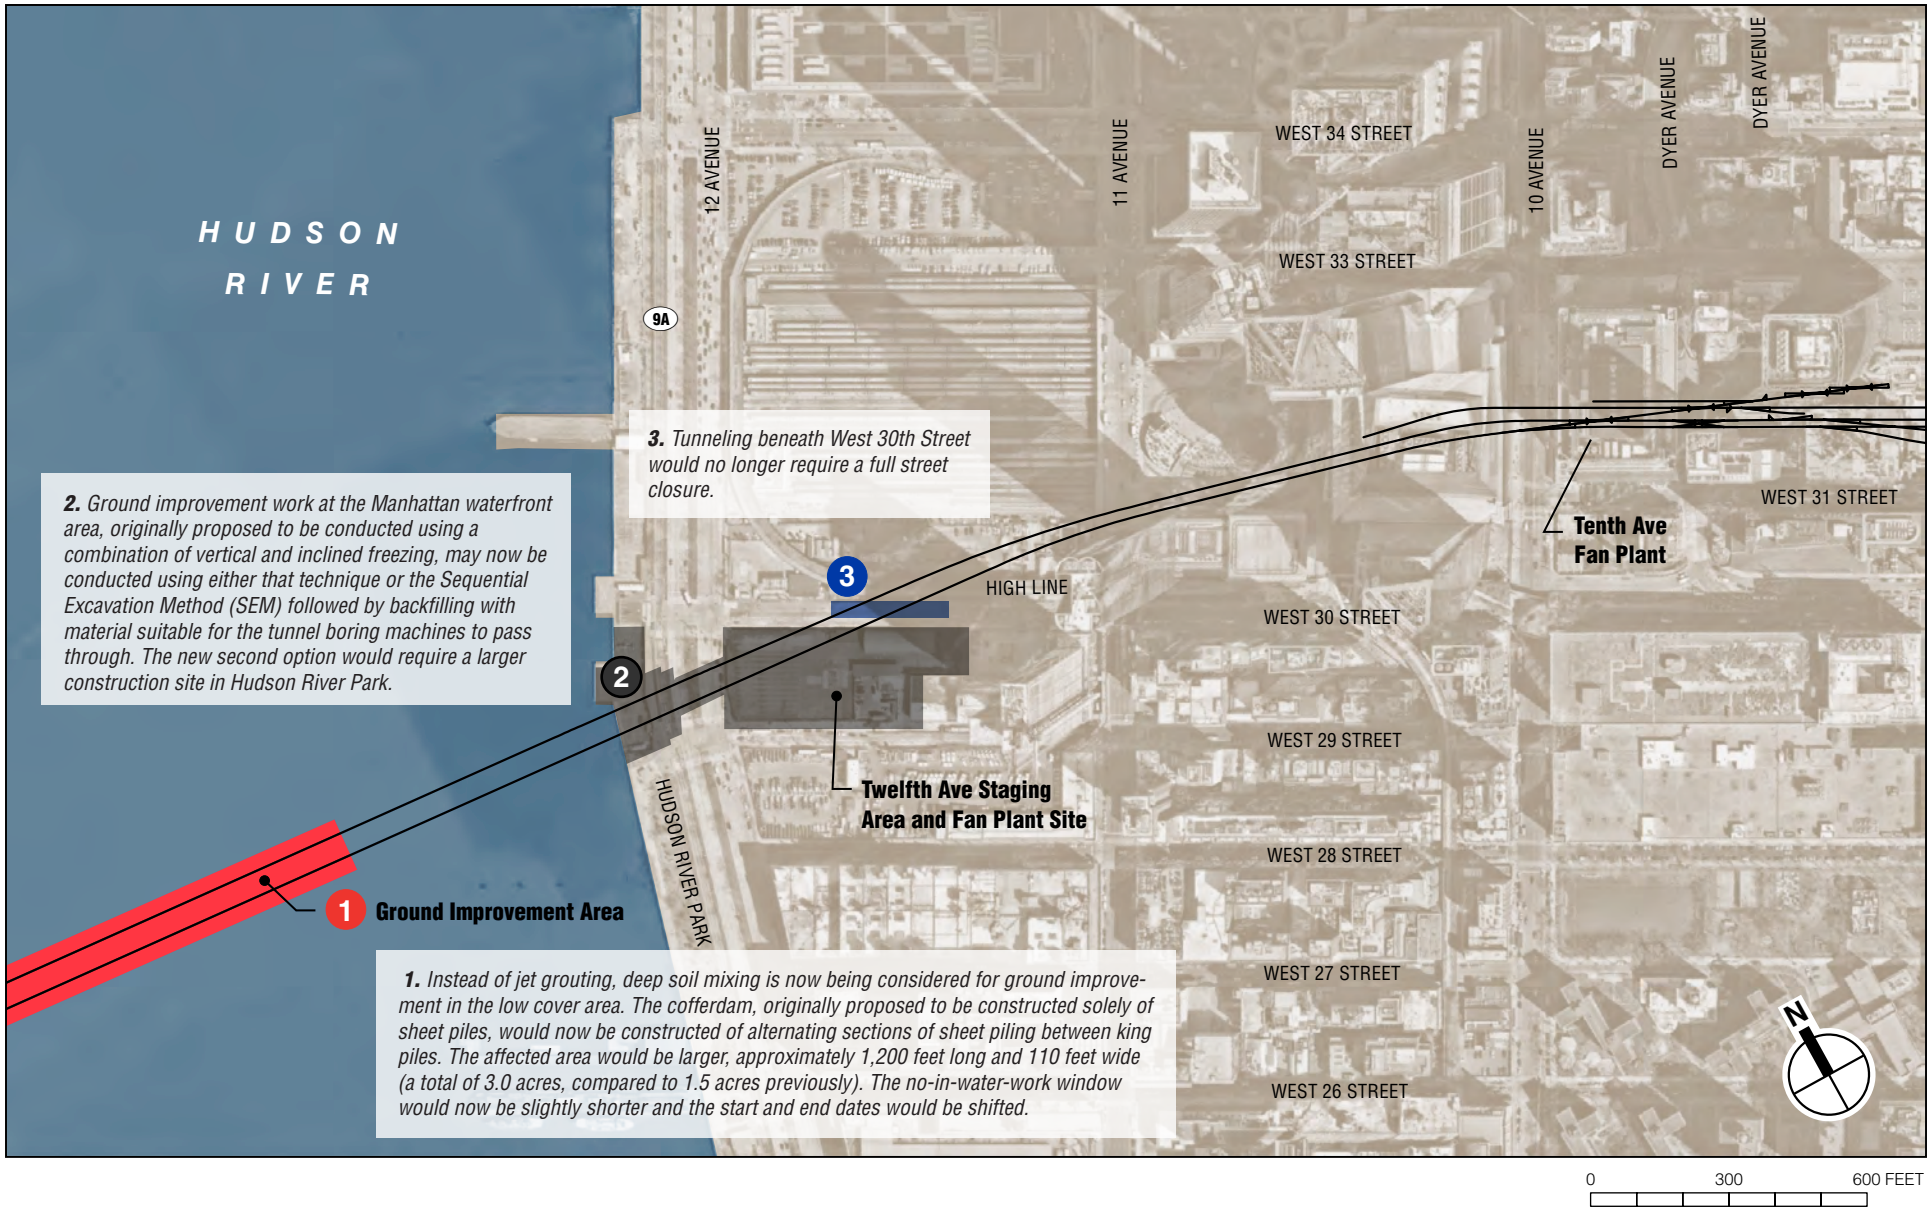 DYER AVENUE
DYER AVENUE
12 AVENUE
11 AVENUE
10 AVENUE
WEST 34 STREET
HUDSON
RIVER
WEST 33 STREET
9A
3. Tunneling beneath West 30th Street
would no longer require a full street
closure.
2. Ground improvement work at the Manhattan waterfront
area, originally proposed to be conducted using a
combination of vertical and inclined freezing, may now be
conducted using either that technique or the Sequential
Excavation Method (SEM) followed by backfilling with
material suitable for the tunnel boring machines to pass
through. The new second option would require a larger
construction site in Hudson River Park.
WEST 31 STREET
Tenth Ave
Fan Plant
3
HIGH LINE
WEST 30 STREET
2
WEST 29 STREET
Twelfth Ave Staging
Area and Fan Plant Site
HUDSON RIVER PARK
WEST 28 STREET
1
Ground Improvement Area
WEST 27 STREET
1. Instead of jet grouting, deep soil mixing is now being considered for ground improve-
ment in the low cover area. The cofferdam, originally proposed to be constructed solely of
sheet piles, would now be constructed of alternating sections of sheet piling between king
piles. The affected area would be larger, approximately 1,200 feet long and 110 feet wide
(a total of 3.0 acres, compared to 1.5 acres previously). The no-in-water-work window
would now be slightly shorter and the start and end dates would be shifted.
WEST 26 STREET
N
0 300 600 FEET